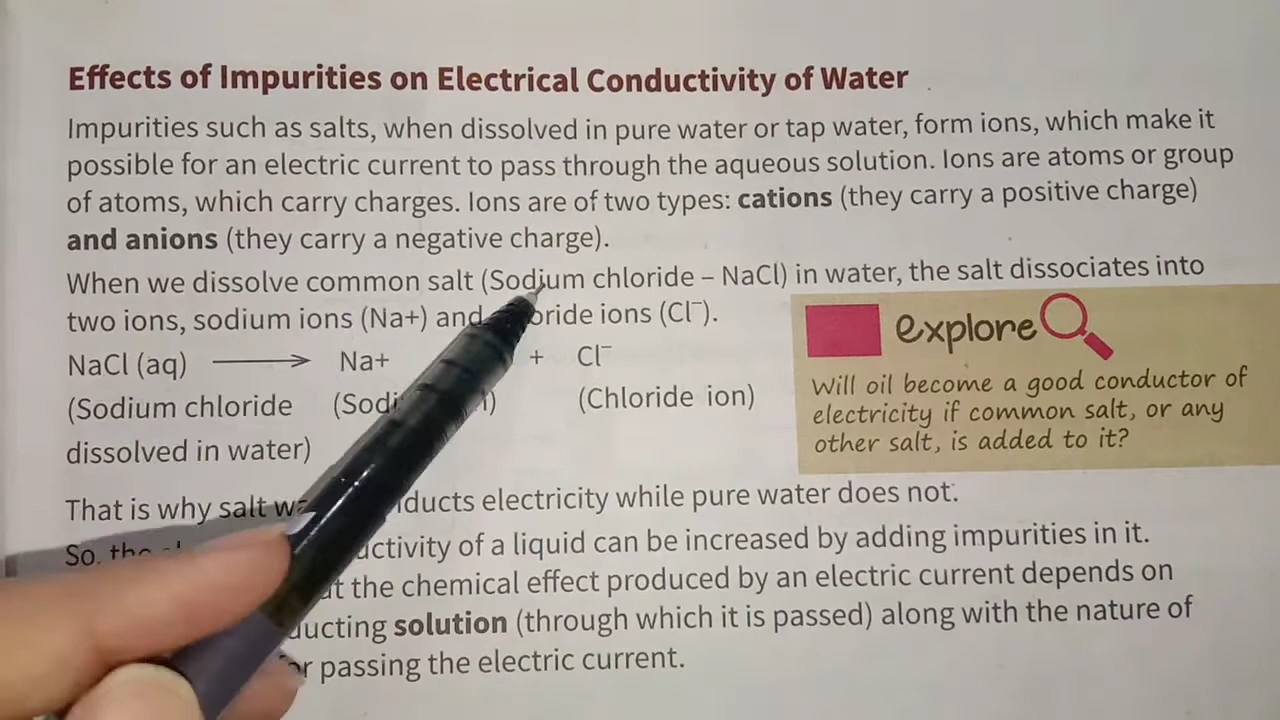 Effects of Impurities on Electrical Conductivity of Water
Impurities such as salts, when dissolved in pure water or tap water, form ions, which make it
possible for an electric current to pass through the aqueous solution. Ions are atoms or group
of atoms, which carry charges. Ions are of two types: cations (they carry a positive charge)
and anions (they carry a negative charge).
When we dissolve common salt (Sodium chloride – NaCl) in water, the salt dissociates into
two ions, sodium ions (Na+) and oride ions (Cl⁻).
NaCl (aq) ⟶ Na+ + Cl⁻
(Sodium chloride (Chloride ion)
dissolved in water)
explore
Will oil become a good conductor of
electricity if common salt, or any
other salt, is added to it?
That is why salt electricity while pure water does not.
So, of a liquid can be increased by adding impurities in it.
the chemical effect produced by an electric current depends on
solution (through which it is passed) along with the nature of
passing the electric current.